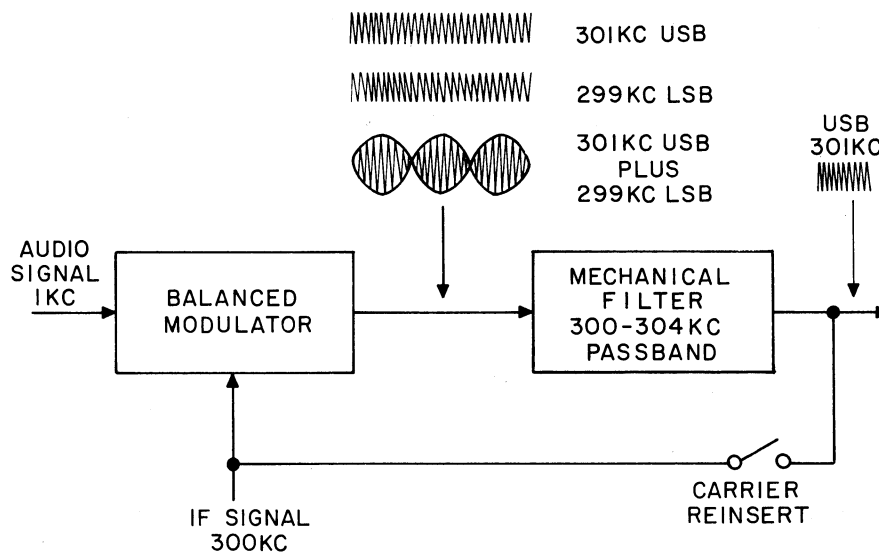 301KC USB
299KC LSB
301KC USB
PLUS
299KC LSB
USB
301KC
AUDIO
SIGNAL
1KC
BALANCED
MODULATOR
MECHANICAL
FILTER
300-304KC
PASSBAND
CARRIER
REINSERT
IF SIGNAL
300KC